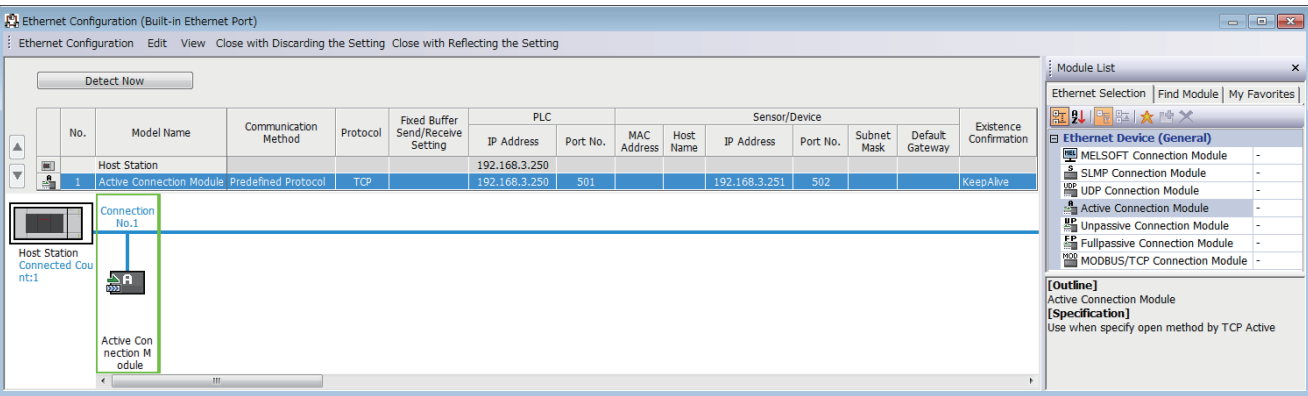 Ethernet Configuration (Built-in Ethernet Port)
Ethernet Configuration Edit View Close with Discarding the Setting Close with Reflecting the Setting
Detect Now
No. Model Name Communication Method Protocol Fixed Buffer Send/Receive Setting PLC Sensor/Device Existence Confirmation
IP Address Port No. MAC Address Host Name IP Address Port No. Subnet Mask Default Gateway
Host Station 192.168.3.250
1 Active Connection Module Predefined Protocol TCP 192.168.3.250 501 192.168.3.251 502 KeepAlive
Connection
No.1
Host Station
Connected Cou
nt:1
A
Active Con
nection M
odule
Module List x
Ethernet Selection Find Module My Favorites
Ethernet Device (General)
MELSOFT Connection Module -
SLMP Connection Module -
UDP Connection Module -
Active Connection Module -
Unpassive Connection Module -
Fullpassive Connection Module -
MODBUS/TCP Connection Module -
[Outline]
Active Connection Module
[Specification]
Use when specify open method by TCP Active